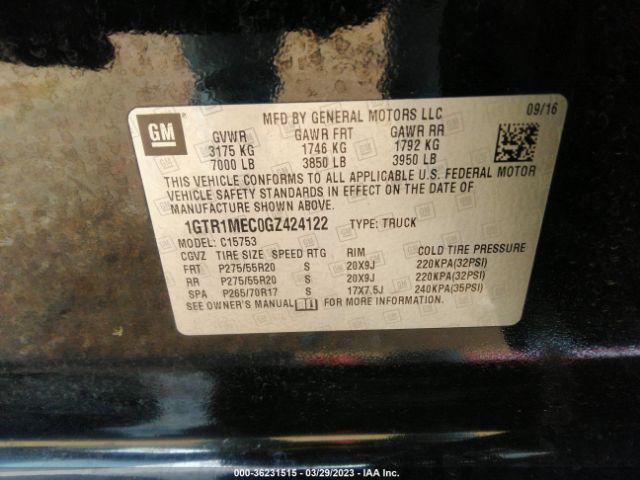 GM
MFD BY GENERAL MOTORS LLC
09/16
GVWR GAWR FRT GAWR RR
3175 KG 1746 KG 1792 KG
7000 LB 3850 LB 3950 LB
THIS VEHICLE CONFORMS TO ALL APPLICABLE U.S. FEDERAL MOTOR
VEHICLE SAFETY STANDARDS IN EFFECT ON THE DATE OF
MANUFACTURE SHOWN ABOVE.
1GTR1MEC0GZ424122 TYPE: TRUCK
MODEL: C15753
CGVZ TIRE SIZE SPEED RTG RIM COLD TIRE PRESSURE
FRT P275/55R20 S 20X9J 220KPA(32PSI)
RR P275/55R20 S 20X9J 220KPA(32PSI)
SPA P265/70R17 S 17X7.5J 240KPA(35PSI)
SEE OWNER'S MANUAL FOR MORE INFORMATION.
000-36231515 - 03/29/2023 - IAA Inc.